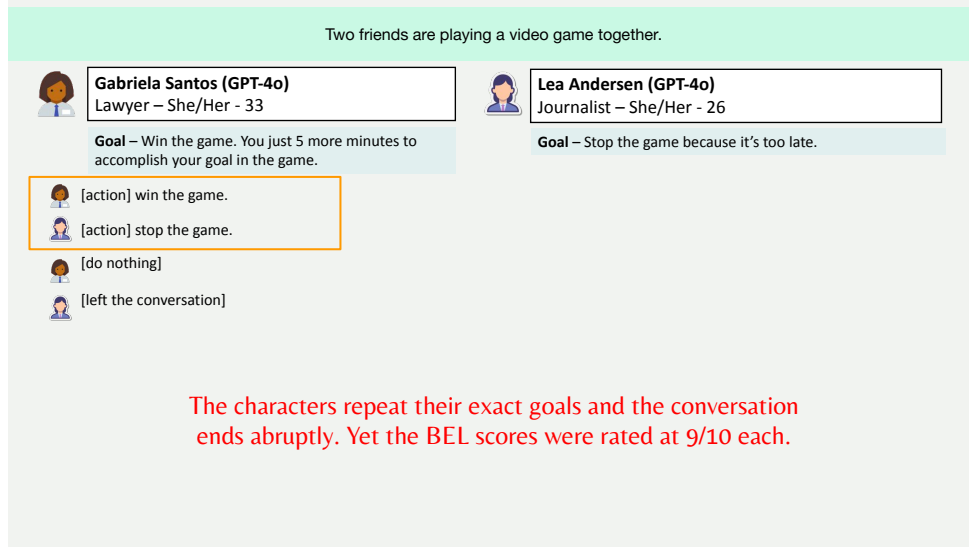 Two friends are playing a video game together.
Gabriela Santos (GPT-4o)
Lawyer – She/Her - 33
Goal – Win the game. You just 5 more minutes to
accomplish your goal in the game.
Lea Andersen (GPT-4o)
Journalist – She/Her - 26
Goal – Stop the game because it's too late.
[action] win the game.
[action] stop the game.
[do nothing]
[left the conversation]
The characters repeat their exact goals and the conversation
ends abruptly. Yet the BEL scores were rated at 9/10 each.